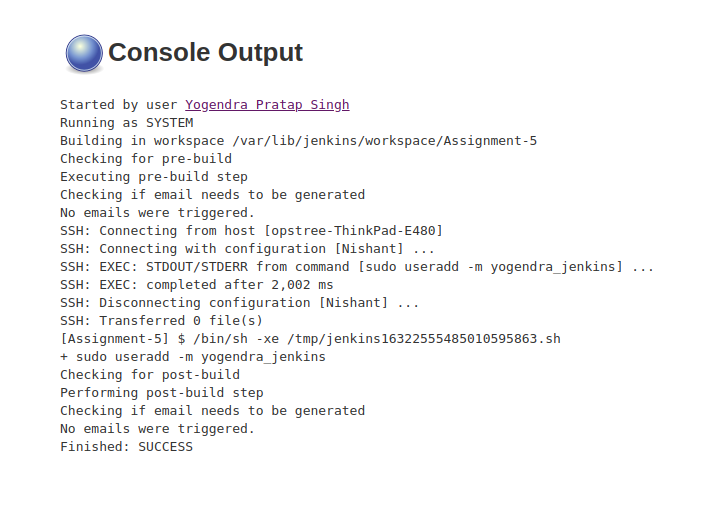 Console Output
Started by user Yogendra Pratap Singh
Running as SYSTEM
Building in workspace /var/lib/jenkins/workspace/Assignment-5
Checking for pre-build
Executing pre-build step
Checking if email needs to be generated
No emails were triggered.
SSH: Connecting from host [opstree-ThinkPad-E480]
SSH: Connecting with configuration [Nishant] ...
SSH: EXEC: STDOUT/STDERR from command [sudo useradd -m yogendra_jenkins] ...
SSH: EXEC: completed after 2,002 ms
SSH: Disconnecting configuration [Nishant] ...
SSH: Transferred 0 file(s)
[Assignment-5] $ /bin/sh -xe /tmp/jenkins16322555485010595863.sh
+ sudo useradd -m yogendra_jenkins
Checking for post-build
Performing post-build step
Checking if email needs to be generated
No emails were triggered.
Finished: SUCCESS